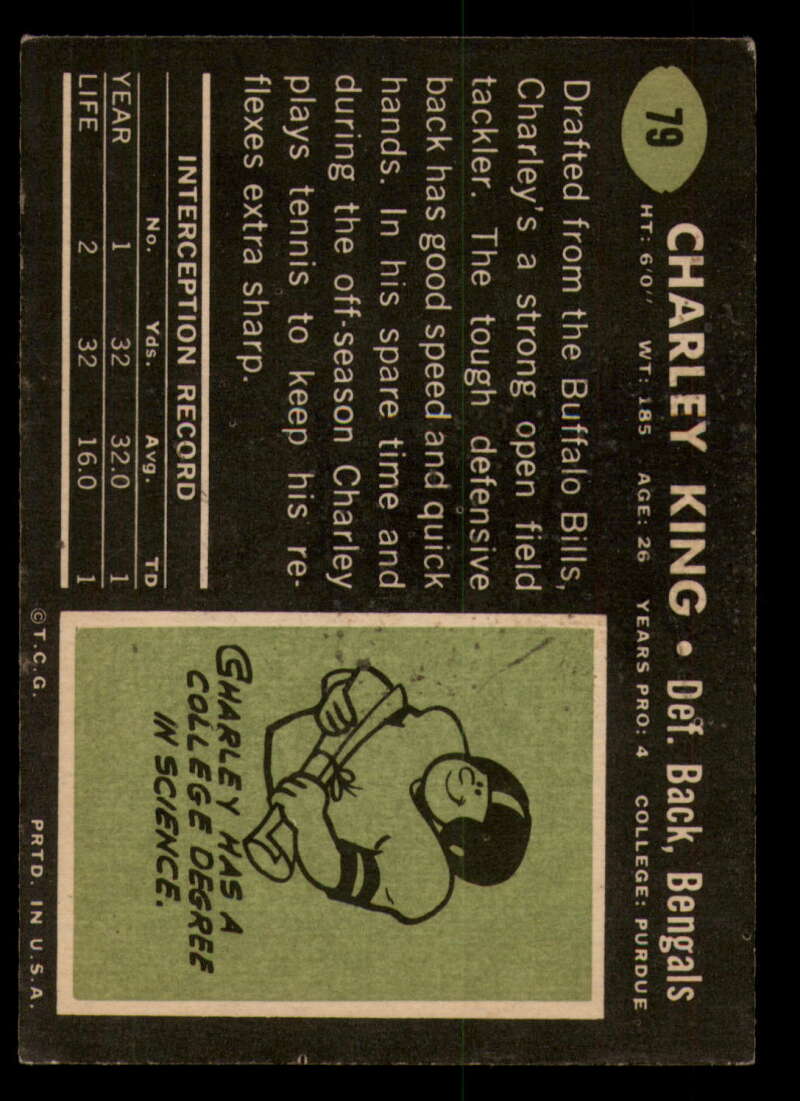 79
CHARLEY KING • Def. Back, Bengals
HT: 6'0" WT: 185 AGE: 26 YEARS PRO: 4 COLLEGE: PURDUE
Drafted from the Buffalo Bills,
Charley's a strong open field
tackler. The tough defensive
back has good speed and quick
hands. In his spare time and
during the off-season Charley
plays tennis to keep his re-
flexes extra sharp.
INTERCEPTION RECORD
No. Yds. Avg. TD
YEAR 1 32 32.0 1
LIFE 2 32 16.0 1
CHARLEY HAS A
COLLEGE DEGREE
IN SCIENCE.
© T.C.G. PRTD. IN U.S.A.